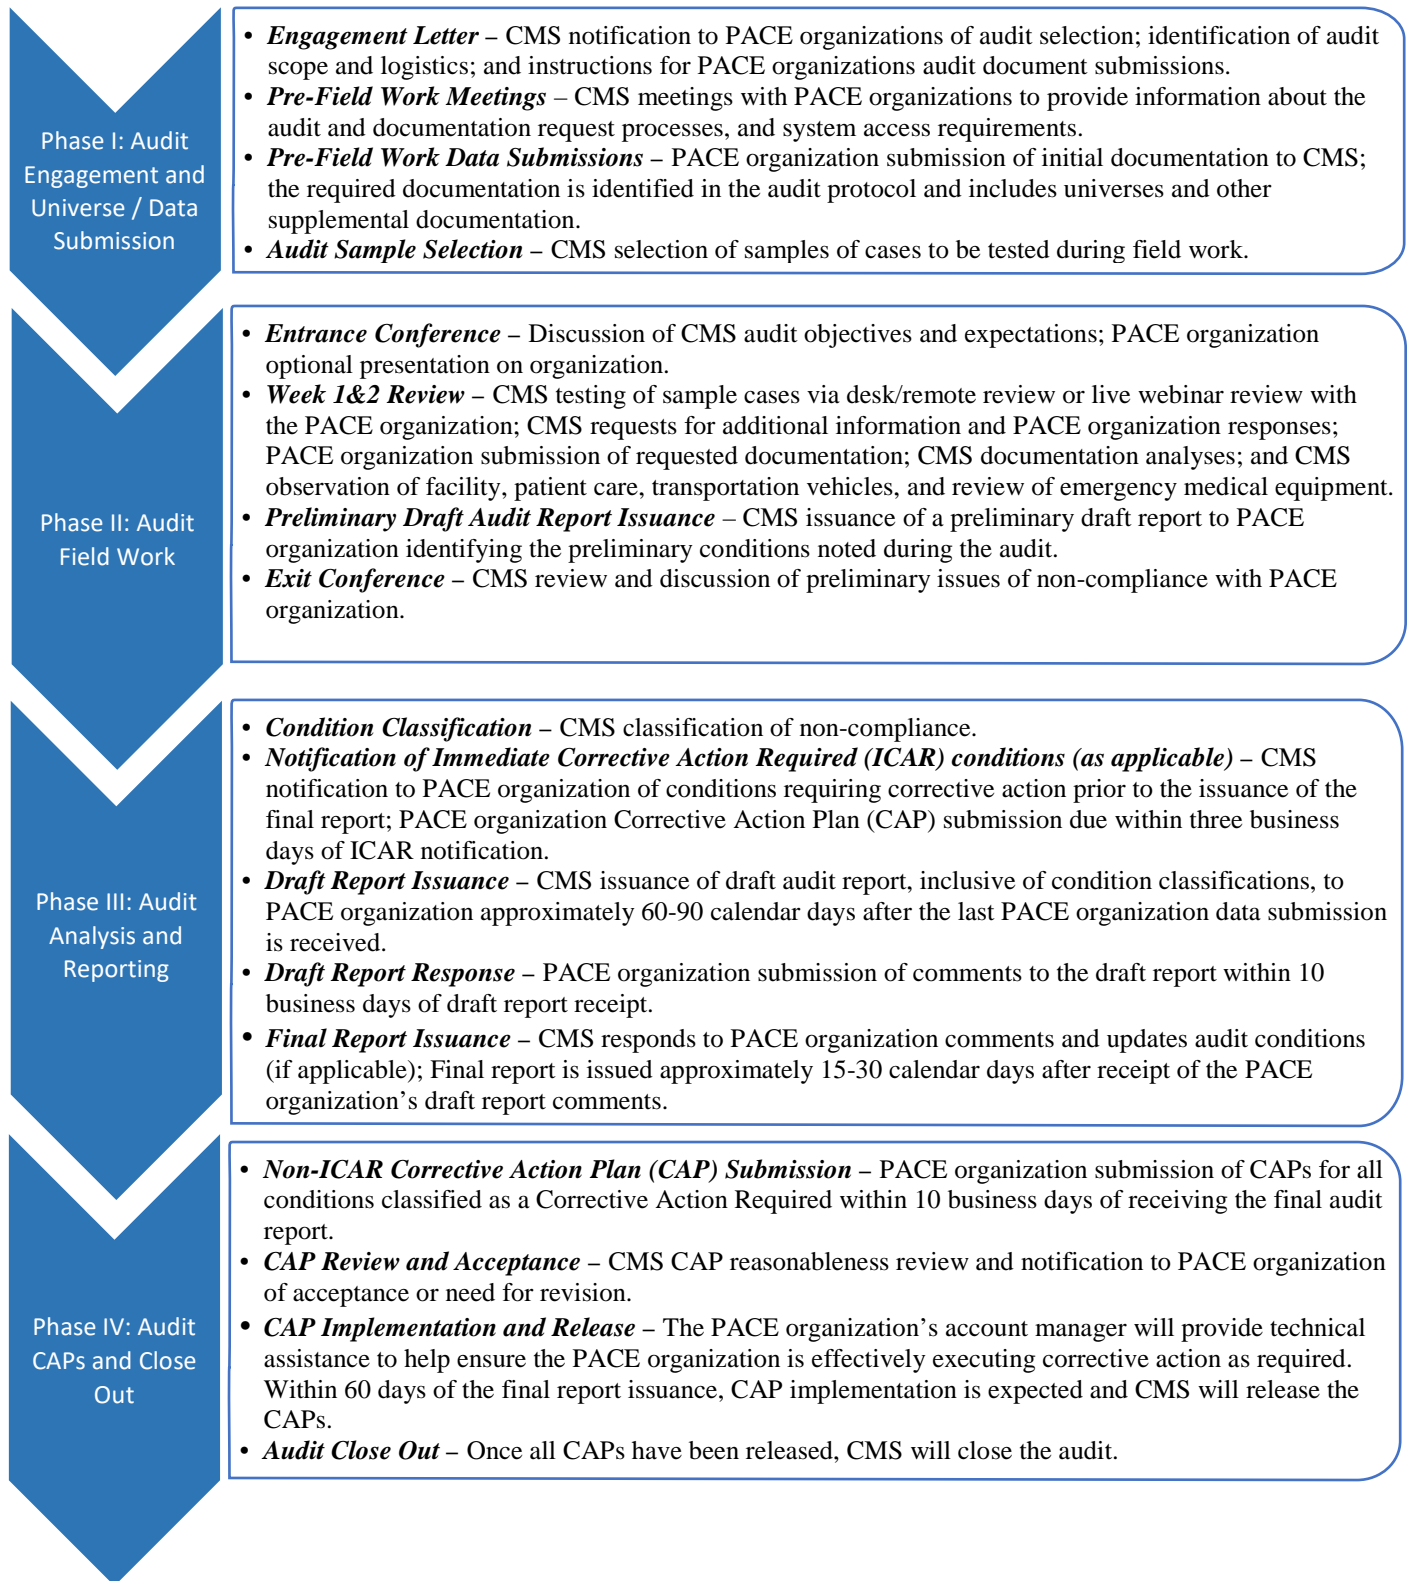 Phase I: Audit
Engagement and
Universe / Data
Submission
• Engagement Letter – CMS notification to PACE organizations of audit selection; identification of audit
scope and logistics; and instructions for PACE organizations audit document submissions.
• Pre-Field Work Meetings – CMS meetings with PACE organizations to provide information about the
audit and documentation request processes, and system access requirements.
• Pre-Field Work Data Submissions – PACE organization submission of initial documentation to CMS;
the required documentation is identified in the audit protocol and includes universes and other
supplemental documentation.
• Audit Sample Selection – CMS selection of samples of cases to be tested during field work.
Phase II: Audit
Field Work
• Entrance Conference – Discussion of CMS audit objectives and expectations; PACE organization
optional presentation on organization.
• Week 1&2 Review – CMS testing of sample cases via desk/remote review or live webinar review with
the PACE organization; CMS requests for additional information and PACE organization responses;
PACE organization submission of requested documentation; CMS documentation analyses; and CMS
observation of facility, patient care, transportation vehicles, and review of emergency medical equipment.
• Preliminary Draft Audit Report Issuance – CMS issuance of a preliminary draft report to PACE
organization identifying the preliminary conditions noted during the audit.
• Exit Conference – CMS review and discussion of preliminary issues of non-compliance with PACE
organization.
Phase III: Audit
Analysis and
Reporting
• Condition Classification – CMS classification of non-compliance.
• Notification of Immediate Corrective Action Required (ICAR) conditions (as applicable) – CMS
notification to PACE organization of conditions requiring corrective action prior to the issuance of the
final report; PACE organization Corrective Action Plan (CAP) submission due within three business
days of ICAR notification.
• Draft Report Issuance – CMS issuance of draft audit report, inclusive of condition classifications, to
PACE organization approximately 60-90 calendar days after the last PACE organization data submission
is received.
• Draft Report Response – PACE organization submission of comments to the draft report within 10
business days of draft report receipt.
• Final Report Issuance – CMS responds to PACE organization comments and updates audit conditions
(if applicable); Final report is issued approximately 15-30 calendar days after receipt of the PACE
organization’s draft report comments.
Phase IV: Audit
CAPs and Close
Out
• Non-ICAR Corrective Action Plan (CAP) Submission – PACE organization submission of CAPs for all
conditions classified as a Corrective Action Required within 10 business days of receiving the final audit
report.
• CAP Review and Acceptance – CMS CAP reasonableness review and notification to PACE organization
of acceptance or need for revision.
• CAP Implementation and Release – The PACE organization’s account manager will provide technical
assistance to help ensure the PACE organization is effectively executing corrective action as required.
Within 60 days of the final report issuance, CAP implementation is expected and CMS will release the
CAPs.
• Audit Close Out – Once all CAPs have been released, CMS will close the audit.